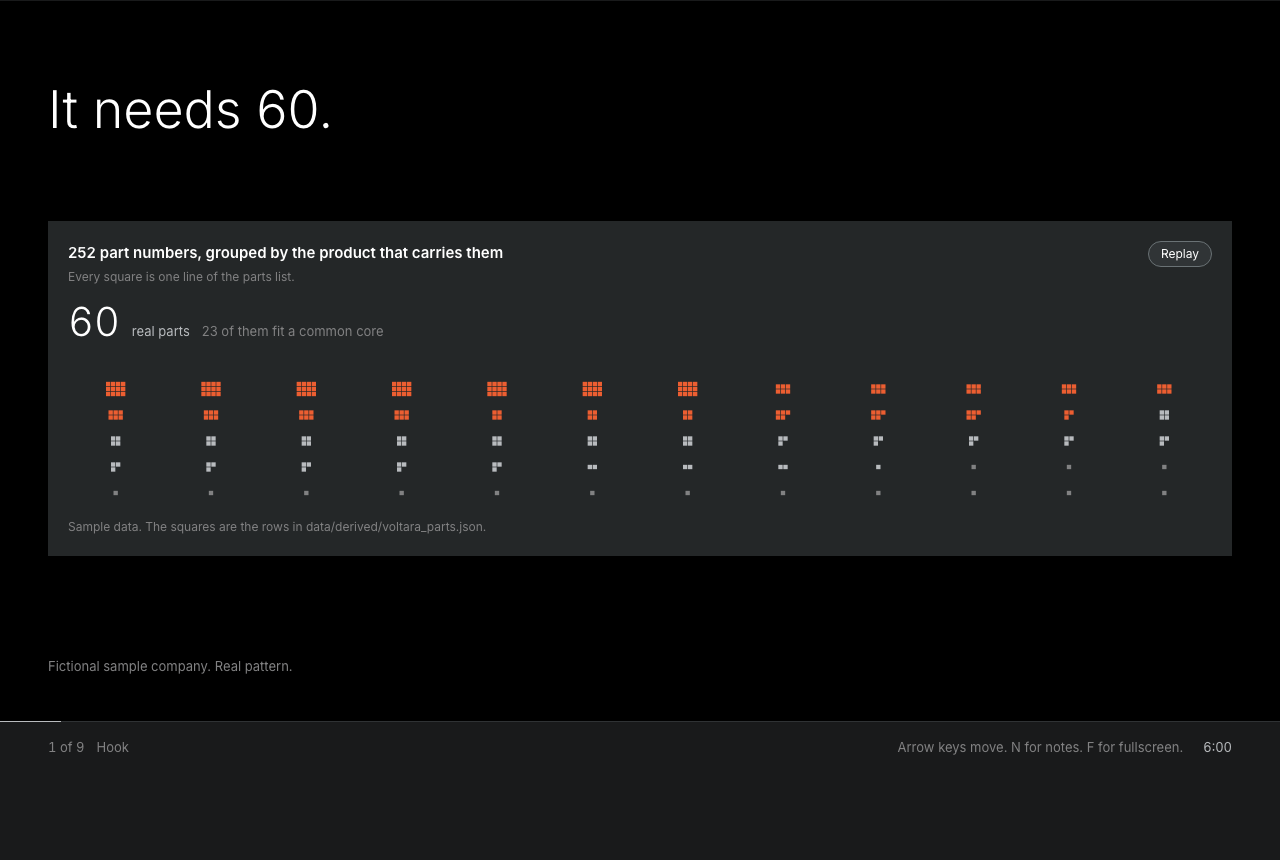 It needs 60.
252 part numbers, grouped by the product that carries them
Replay
Every square is one line of the parts list.
60 real parts 23 of them fit a common core
Sample data. The squares are the rows in data/derived/voltara_parts.json.
Fictional sample company. Real pattern.
1 of 9 Hook
Arrow keys move. N for notes. F for fullscreen. 6:00